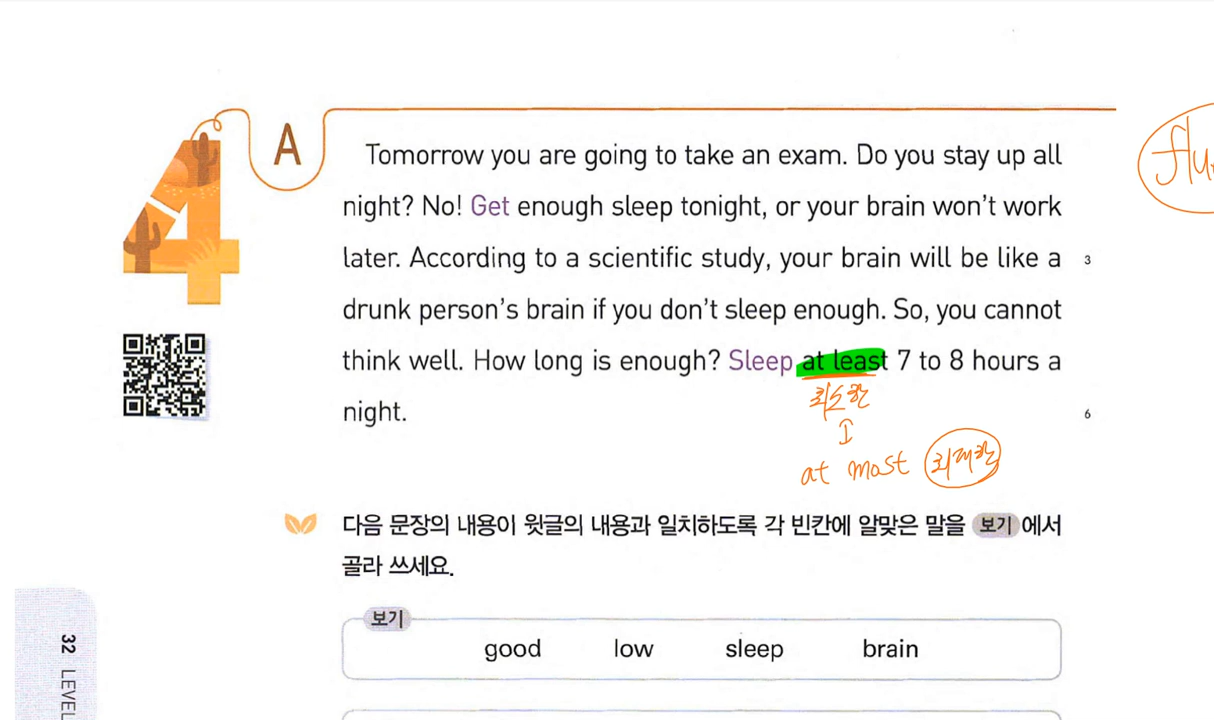 4
A
Tomorrow you are going to take an exam. Do you stay up all
night? No! Get enough sleep tonight, or your brain won't work
later. According to a scientific study, your brain will be like a
3
drunk person's brain if you don't sleep enough. So, you cannot
think well. How long is enough? Sleep at least 7 to 8 hours a
최소한
night.
6
at most 최대한
다음 문장의 내용이 윗글의 내용과 일치하도록 각 빈칸에 알맞은 말을 보기 에서
골라 쓰세요.
보기
good low sleep brain
32 LEVEL